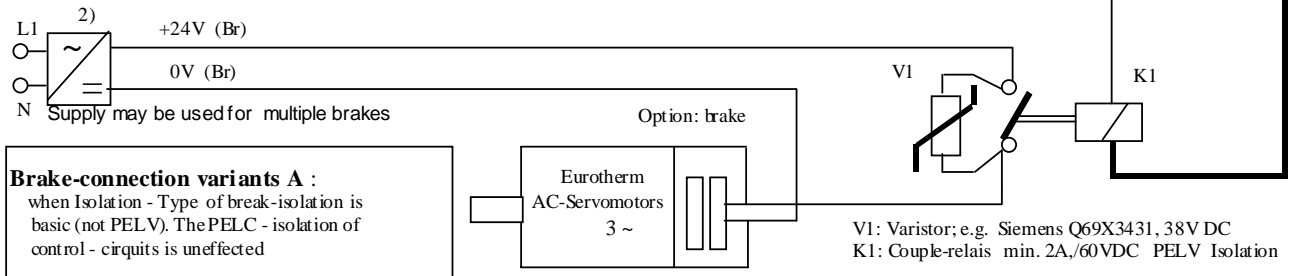 2)
L1
+24V (Br)
~
0V (Br)
V1
K1
N
Supply may be used for multiple brakes
Option: brake
Brake-connection variants A :
when Isolation - Type of break-isolation is
basic (not PELV). The PELC - isolation of
control - cirquits is uneffected
Eurotherm
AC-Servomotors
3 ~
V1: Varistor; e.g. Siemens Q69X3431, 38V DC
K1: Couple-relais min. 2A,/60VDC PELV Isolation